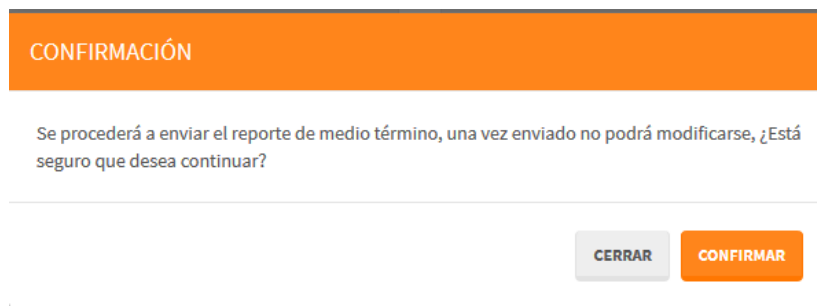 CONFIRMACIÓN
Se procederá a enviar el reporte de medio término, una vez enviado no podrá modificarse, ¿Está
seguro que desea continuar?
CERRAR
CONFIRMAR